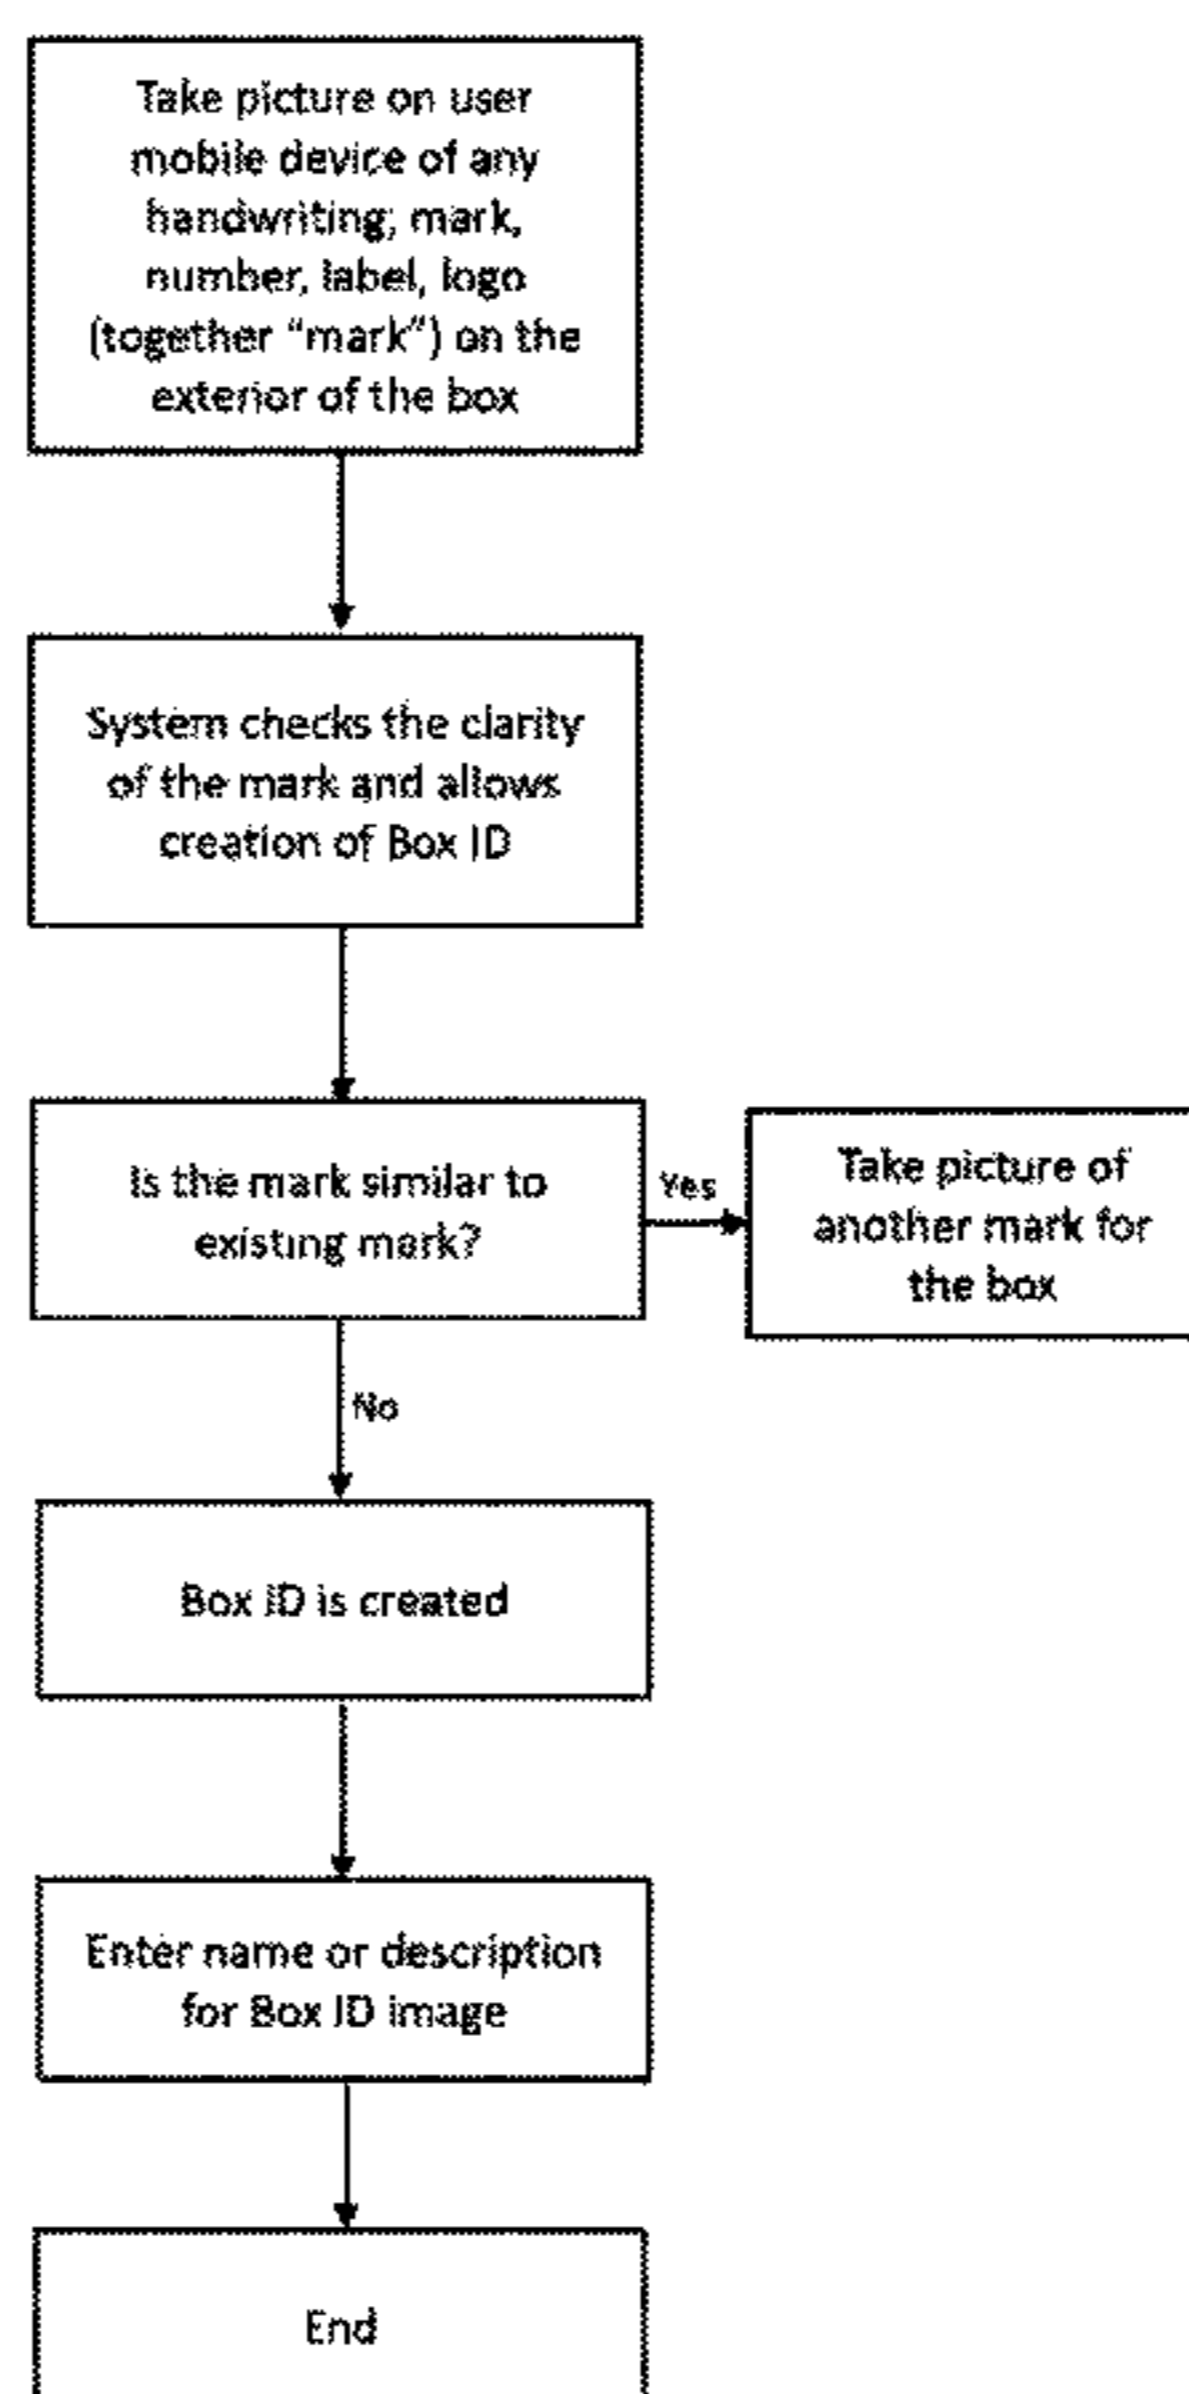 Take picture on user
mobile device of any
handwriting, mark,
number, label, logo
(together “mark”) on the
exterior of the box
System checks the clarity
of the mark and allows
creation of Box ID
Is the mark similar to
existing mark?
Yes
Take picture of
another mark for
the box
No
Box ID is created
Enter name or description
for Box ID image
End